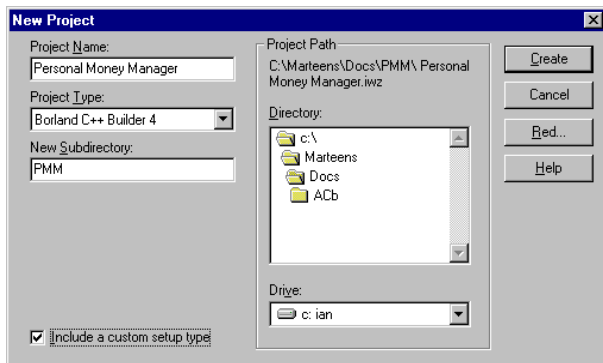 New Project
Project Name:
Personal Money Manager
Project Type:
Borland C++ Builder 4
New Subdirectory:
PMM
Include a custom setup type
Project Path
C:\Marteens\Docs\PMM\ Personal
Money Manager.iwz
Directory:
c:\
Marteens
Docs
ACb
Drive:
c: ian
Create
Cancel
Red...
Help